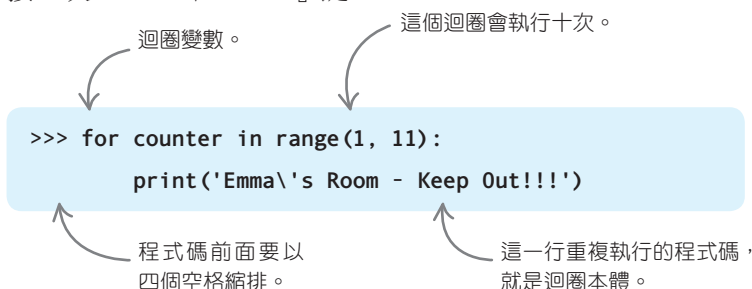 這個迴圈會執行十次。
迴圈變數。
>>> for counter in range(1, 11):
print('Emma\'s Room - Keep Out!!!')
程式碼前面要以
四個空格縮排。
這一行重複執行的程式碼，
就是迴圈本體。